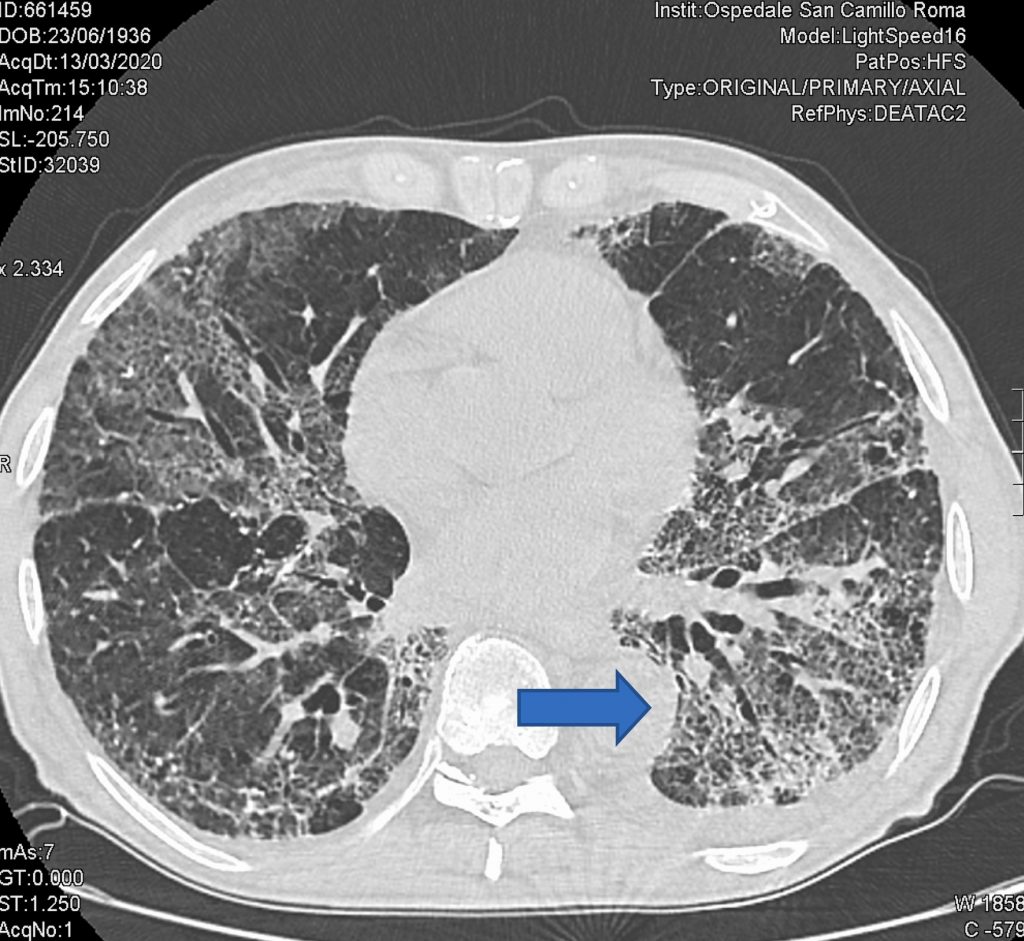 ID:661459
DOB:23/06/1936
AcqDt:13/03/2020
AcqTm:15:10:38
ImNo:214
SL:-205.750
StID:32039
Instit:Ospedale San Camillo Roma
Model:LightSpeed16
PatPos:HFS
Type:ORIGINAL/PRIMARY/AXIAL
RefPhys:DEATAC2
x 2.334
R
mAs:7
GT:0.000
ST:1.250
AcqNo:1
W 1858
C -579